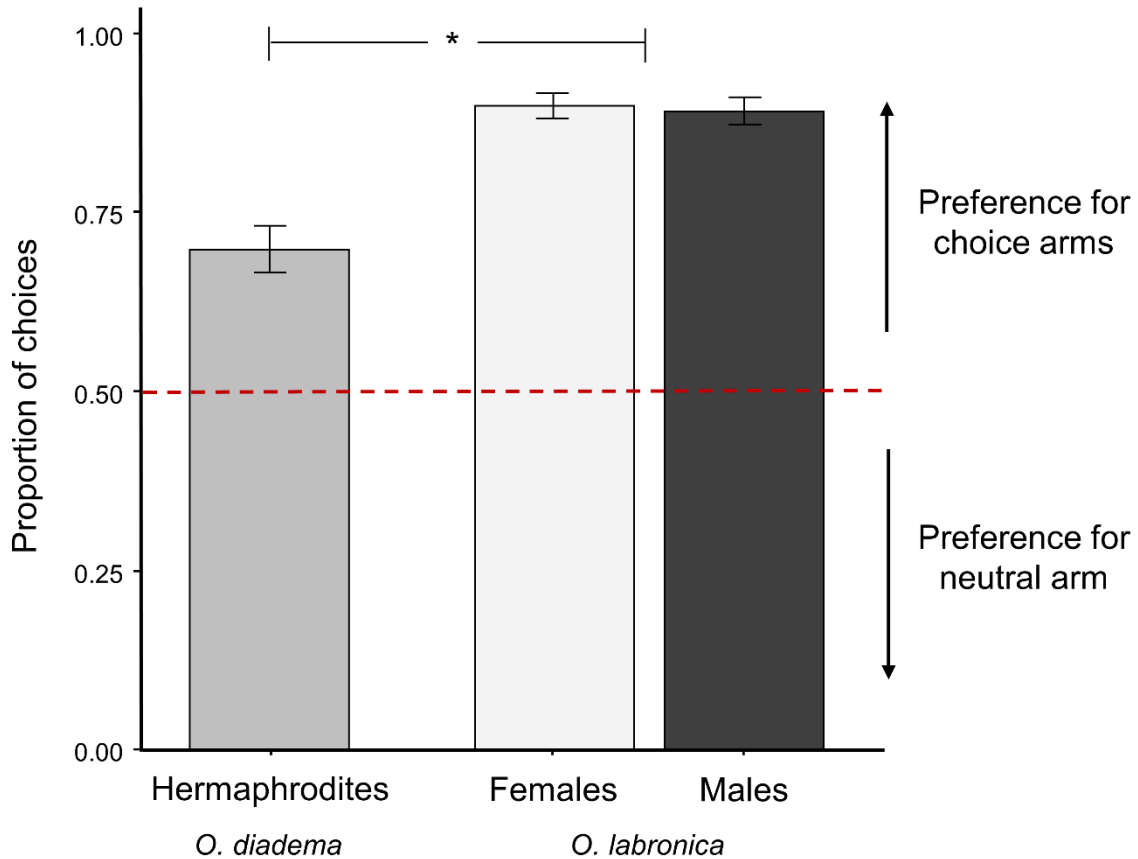 Proportion of choices
1.00
0.75
0.50
0.25
0.00
*
Preference for
choice arms
Preference for
neutral arm
Hermaphrodites Females Males
O. diadema O. labronica